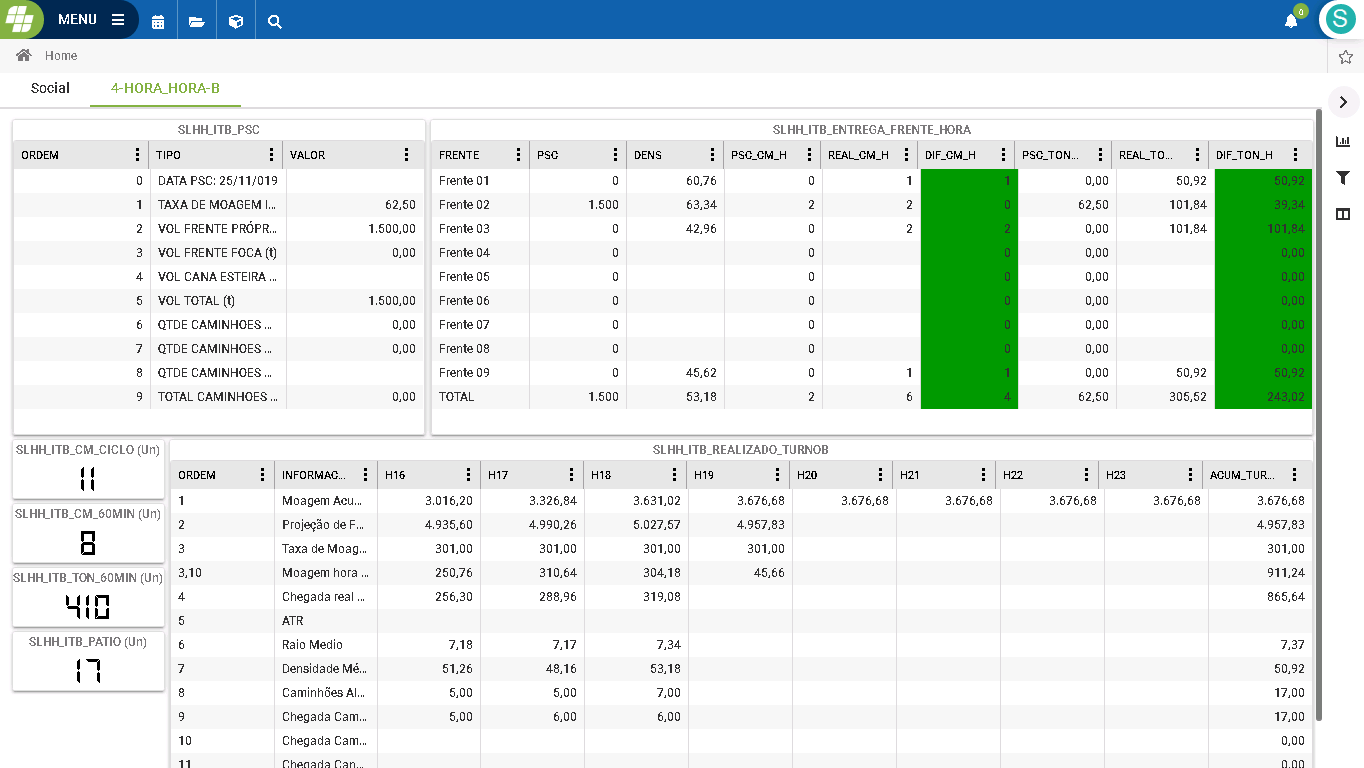 MENU
0
S
Home
Social 4-HORA_HORA-B
SLHH_ITB_PSC
ORDEM TIPO VALOR
0 DATA PSC: 25/11/019
1 TAXA DE MOAGEM I... 62,50
2 VOL FRENTE PRÓPR... 1.500,00
3 VOL FRENTE FOCA (t) 0,00
4 VOL CANA ESTEIRA ...
5 VOL TOTAL (t) 1.500,00
6 QTDE CAMINHOES ... 0,00
7 QTDE CAMINHOES ... 0,00
8 QTDE CAMINHOES ...
9 TOTAL CAMINHOES ... 0,00
SLHH_ITB_ENTREGA_FRENTE_HORA
FRENTE PSC DENS PSC_CM_H REAL_CM_H DIF_CM_H PSC_TON... REAL_TO... DIF_TON_H
Frente 01 0 60,76 0 1 1 0,00 50,92 50,92
Frente 02 1.500 63,34 2 2 0 62,50 101,84 39,34
Frente 03 0 42,96 0 2 2 0,00 101,84 101,84
Frente 04 0 0 0 0,00 0,00
Frente 05 0 0 0 0,00 0,00
Frente 06 0 0 0 0,00 0,00
Frente 07 0 0 0 0,00 0,00
Frente 08 0 0 0 0,00 0,00
Frente 09 0 45,62 0 1 1 0,00 50,92 50,92
TOTAL 1.500 53,18 2 6 4 62,50 305,52 243,02
SLHH_ITB_CM_CICLO (Un)
11
SLHH_ITB_CM_60MIN (Un)
8
SLHH_ITB_TON_60MIN (Un)
410
SLHH_ITB_PATIO (Un)
17
SLHH_ITB_REALIZADO_TURNOB
ORDEM INFORMAC... H16 H17 H18 H19 H20 H21 H22 H23 ACUM_TUR...
1 Moagem Acu... 3.016,20 3.326,84 3.631,02 3.676,68 3.676,68 3.676,68 3.676,68 3.676,68 3.676,68
2 Projeção de F... 4.935,60 4.990,26 5.027,57 4.957,83 4.957,83
3 Taxa de Moag... 301,00 301,00 301,00 301,00 301,00
3,10 Moagem hora ... 250,76 310,64 304,18 45,66 911,24
4 Chegada real ... 256,30 288,96 319,08 865,64
5 ATR
6 Raio Medio 7,18 7,17 7,34 7,37
7 Densidade Mé... 51,26 48,16 53,18 50,92
8 Caminhões Al... 5,00 5,00 7,00 17,00
9 Chegada Cam... 5,00 6,00 6,00 17,00
10 Chegada Cam... 0,00
11 Chegada Can... 0,00